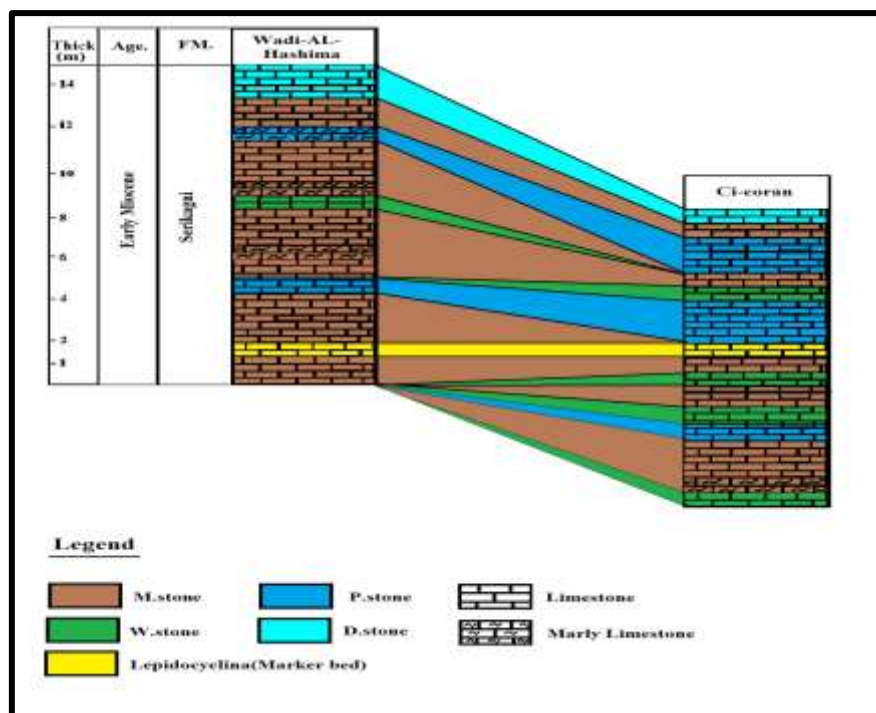 Thick
(m)
Age.
FM.
Wadi-AL-
Hashima
- 14
- 12
- 10
- 8
- 6
- 4
- 2
- 1
Early Miocene
Serikagni
Ci-coran
Legend
M.stone
P.stone
Limestone
W.stone
D.stone
Marly Limestone
Lepidocyclina(Marker bed)